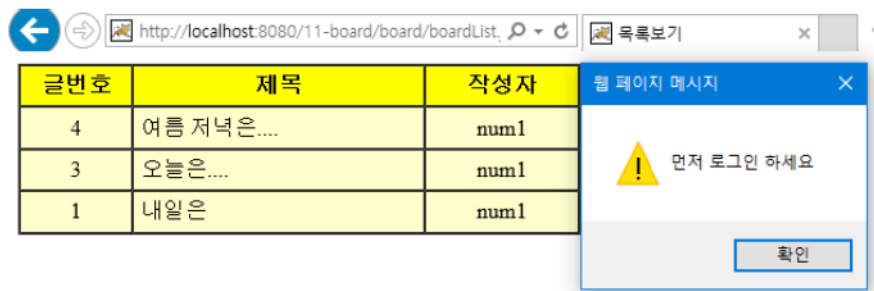 http://localhost:8080/11-board/board/boardList_
목록보기
글번호 제목 작성자
4 여름 저녁은.... num1
3 오늘은.... num1
1 내일은 num1
웹 페이지 메시지
먼저 로그인 하세요
확인